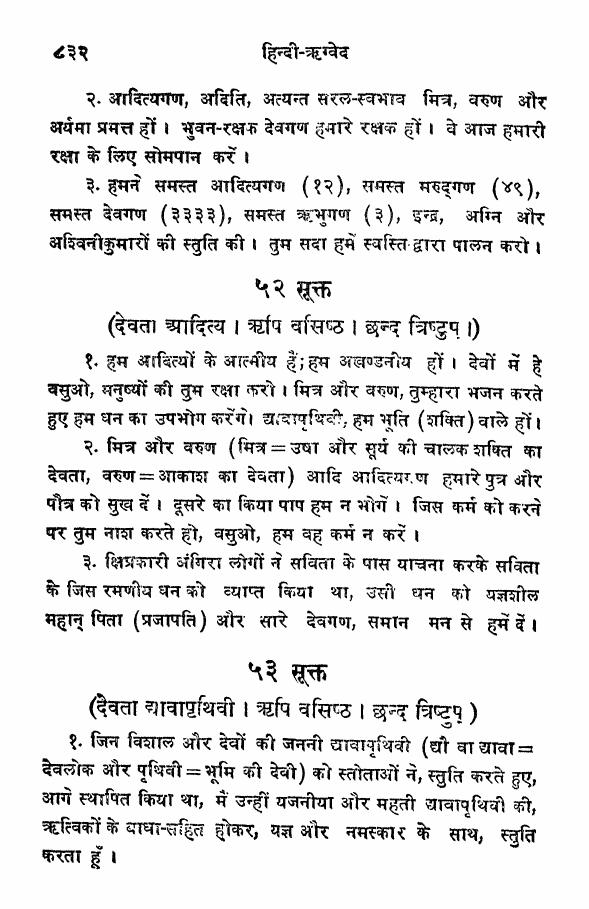 ८३२ हिन्दी-ऋग्वेद
२. आदित्यगण, अदिति, अत्यन्त सरल-स्वभाव मित्र, वरुण और
अर्यमा प्रमत्त हों। भुवन-रक्षक देवगण हमारे रक्षक हों। वे आज हमारी
रक्षा के लिए सोमपान करें।
३. हमने समस्त आदित्यगण (१२), समस्त मरुद्गण (४९),
समस्त देवगण (३३३३), समस्त ऋभुगण (३), इन्द्र, अग्नि और
अश्विनीकुमारों की स्तुति की। तुम सदा हमें स्वस्ति द्वारा पालन करो।
५२ सूक्त
(देवता आदित्य। ऋषि वसिष्ठ। छन्द त्रिष्टुप्।)
१. हम आदित्यों के आत्मीय हैं; हम अखण्डनीय हों। देवों में हे
वसुओ, मनुष्यों की तुम रक्षा करो। मित्र और वरुण, तुम्हारा भजन करते
हुए हम धन का उपभोग करेंगे। द्यावापृथिवी, हम भूति (शक्ति) वाले हों।
२. मित्र और वरुण (मित्र=उषा और सूर्य की चालक शक्ति का
देवता, वरुण=आकाश का देवता) आदि आदित्यगण हमारे पुत्र और
पौत्र को सुख दें। दूसरे का किया पाप हम न भोगें। जिस कर्म को करने
पर तुम नाश करते हो, वसुओ, हम वह कर्म न करें।
३. क्षिप्रकारी अंगिरा लोगों ने सविता के पास याचना करके सविता
के जिस रमणीय धन को व्याप्त किया था, उसी धन को यज्ञशील
महान् पिता (प्रजापति) और सारे देवगण, समान मन से हमें दें।
५३ सूक्त
(देवता द्यावापृथिवी। ऋषि वसिष्ठ। छन्द त्रिष्टुप्)
१. जिन विशाल और देवों की जननी द्यावापृथिवी (द्यौ वा द्यावा=
देवलोक और पृथिवी=भूमि की देवी) को स्तोताओं ने, स्तुति करते हुए,
आगे स्थापित किया था, मैं उन्हीं यजनीया और महती द्यावापृथिवी की,
ऋत्विकों के बाधा-सहित होकर, यज्ञ और नमस्कार के साथ, स्तुति
करता हूँ।